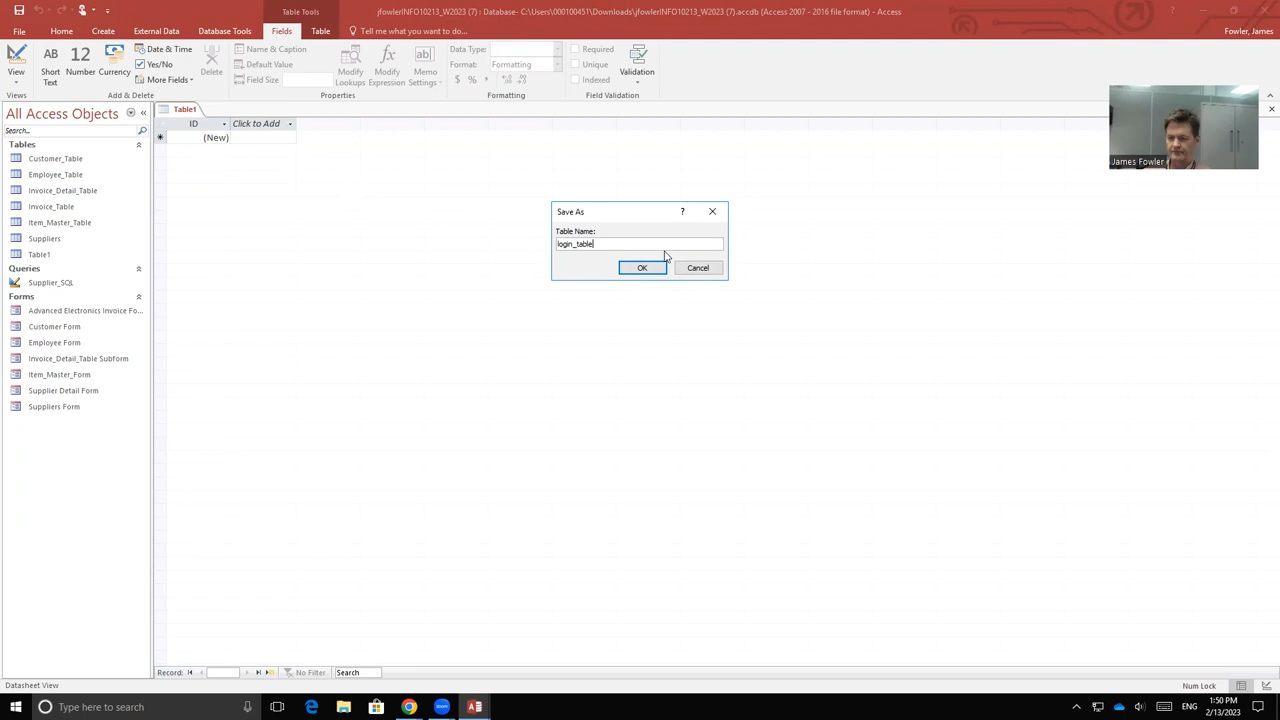 Table Tools
jfowlerINFO10213_W2023 (7) : Database- C:\Users\000100451\Downloads\jfowlerINFO10213_W2023 (7).accdb (Access 2007 - 2016 file format) - Access
File Home Create External Data Database Tools Fields Table Tell me what you want to do... Fowler, James
View
Views
AB Short Text
12 Number
Currency
Date & Time
Yes/No
More Fields
Delete
Add & Delete
Name & Caption
Default Value
Field Size
Modify Lookups
fx Modify Expression
ab Memo Settings
Properties
Data Type:
Format: Formatting
$ %
Formatting
Required
Unique
Indexed
Validation
Field Validation
All Access Objects
Search...
Tables
Customer_Table
Employee_Table
Invoice_Detail_Table
Invoice_Table
Item_Master_Table
Suppliers
Table1
Queries
Supplier_SQL
Forms
Advanced Electronics Invoice Fo...
Customer Form
Employee Form
Invoice_Detail_Table Subform
Item_Master_Form
Supplier Detail Form
Suppliers Form
Table1
ID Click to Add
(New)
James Fowler
Save As ?
Table Name:
login_table
OK Cancel
Record: No Filter Search
Datasheet View Num Lock
Type here to search
ENG
1:50 PM
2/13/2023